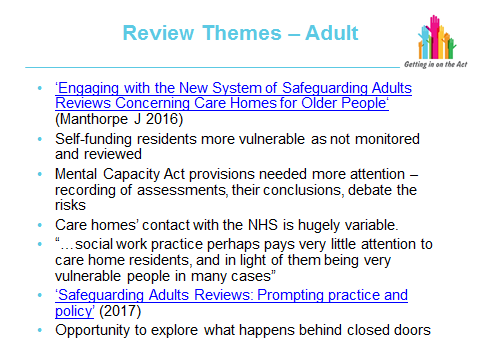 Review Themes – Adult
Getting in on the Act
• ‘Engaging with the New System of Safeguarding Adults
Reviews Concerning Care Homes for Older People‘
(Manthorpe J 2016)
• Self-funding residents more vulnerable as not monitored
and reviewed
• Mental Capacity Act provisions needed more attention –
recording of assessments, their conclusions, debate the
risks
• Care homes’ contact with the NHS is hugely variable.
• “…social work practice perhaps pays very little attention to
care home residents, and in light of them being very
vulnerable people in many cases”
• ‘Safeguarding Adults Reviews: Prompting practice and
policy’ (2017)
• Opportunity to explore what happens behind closed doors